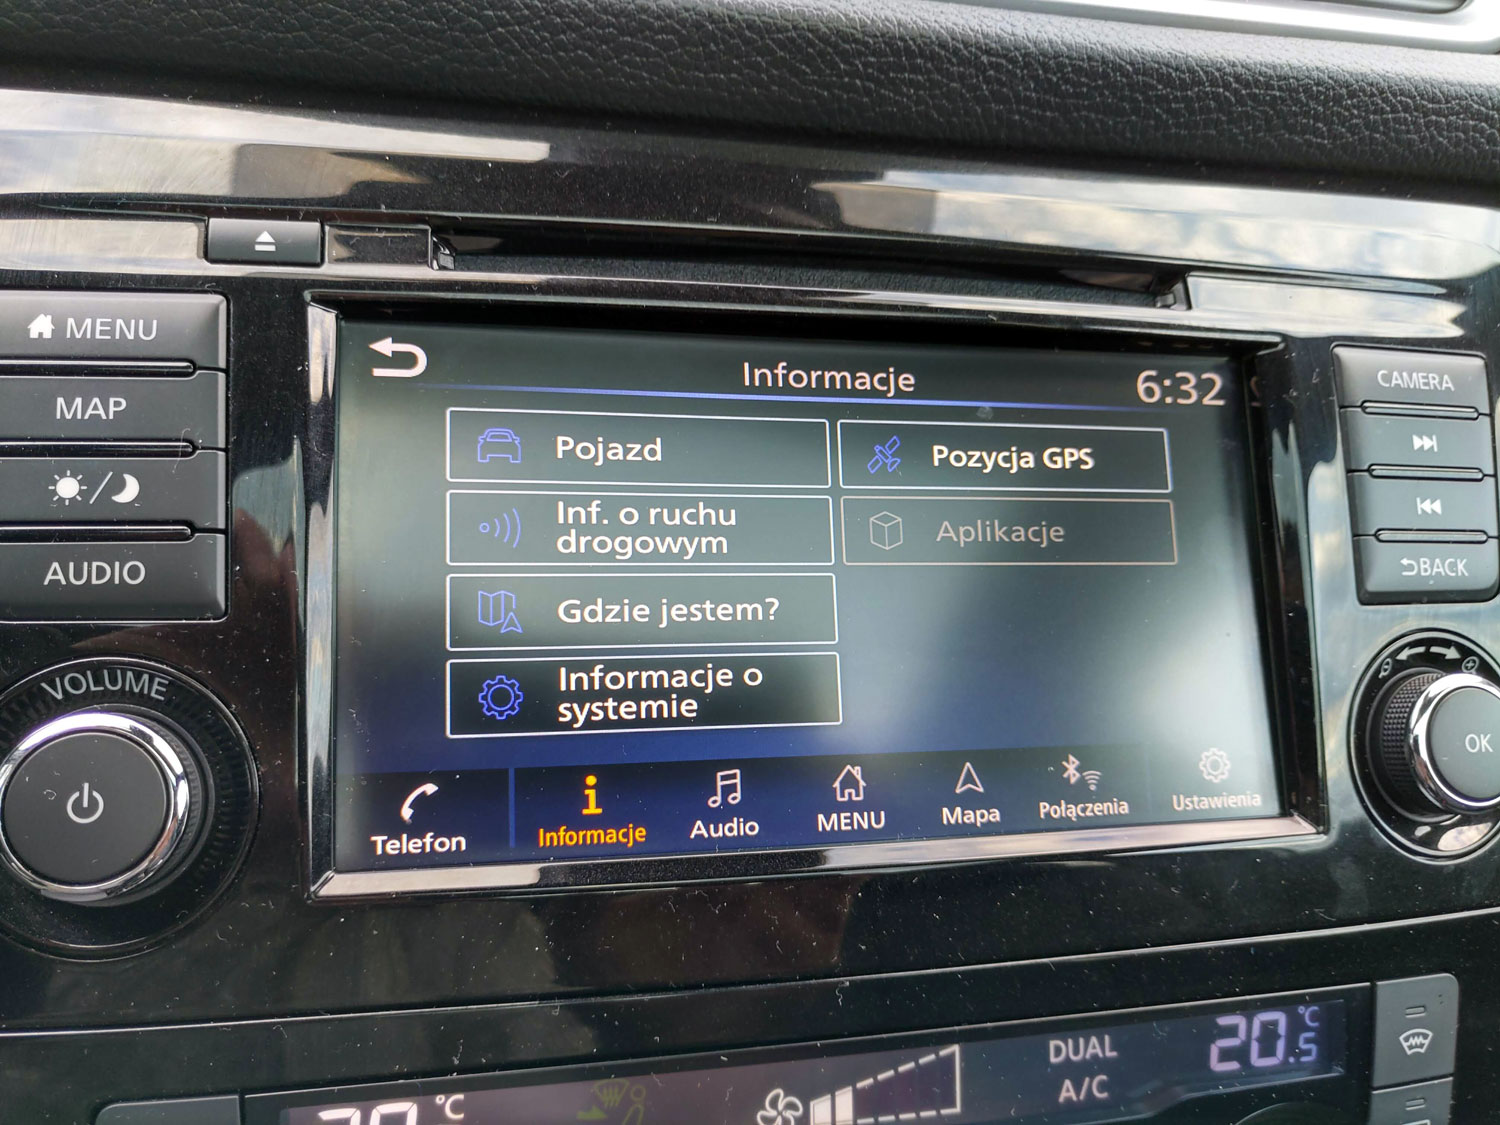 MENU
MAP
AUDIO
VOLUME
Informacje
6:32
Pojazd
Pozycja GPS
Inf. o ruchu
drogowym
Aplikacje
Gdzie jestem?
Informacje o
systemie
Telefon
Informacje
Audio
MENU
Mapa
Połączenia
Ustawienia
CAMERA
BACK
OK
°C
DUAL
A/C
20.5 °C